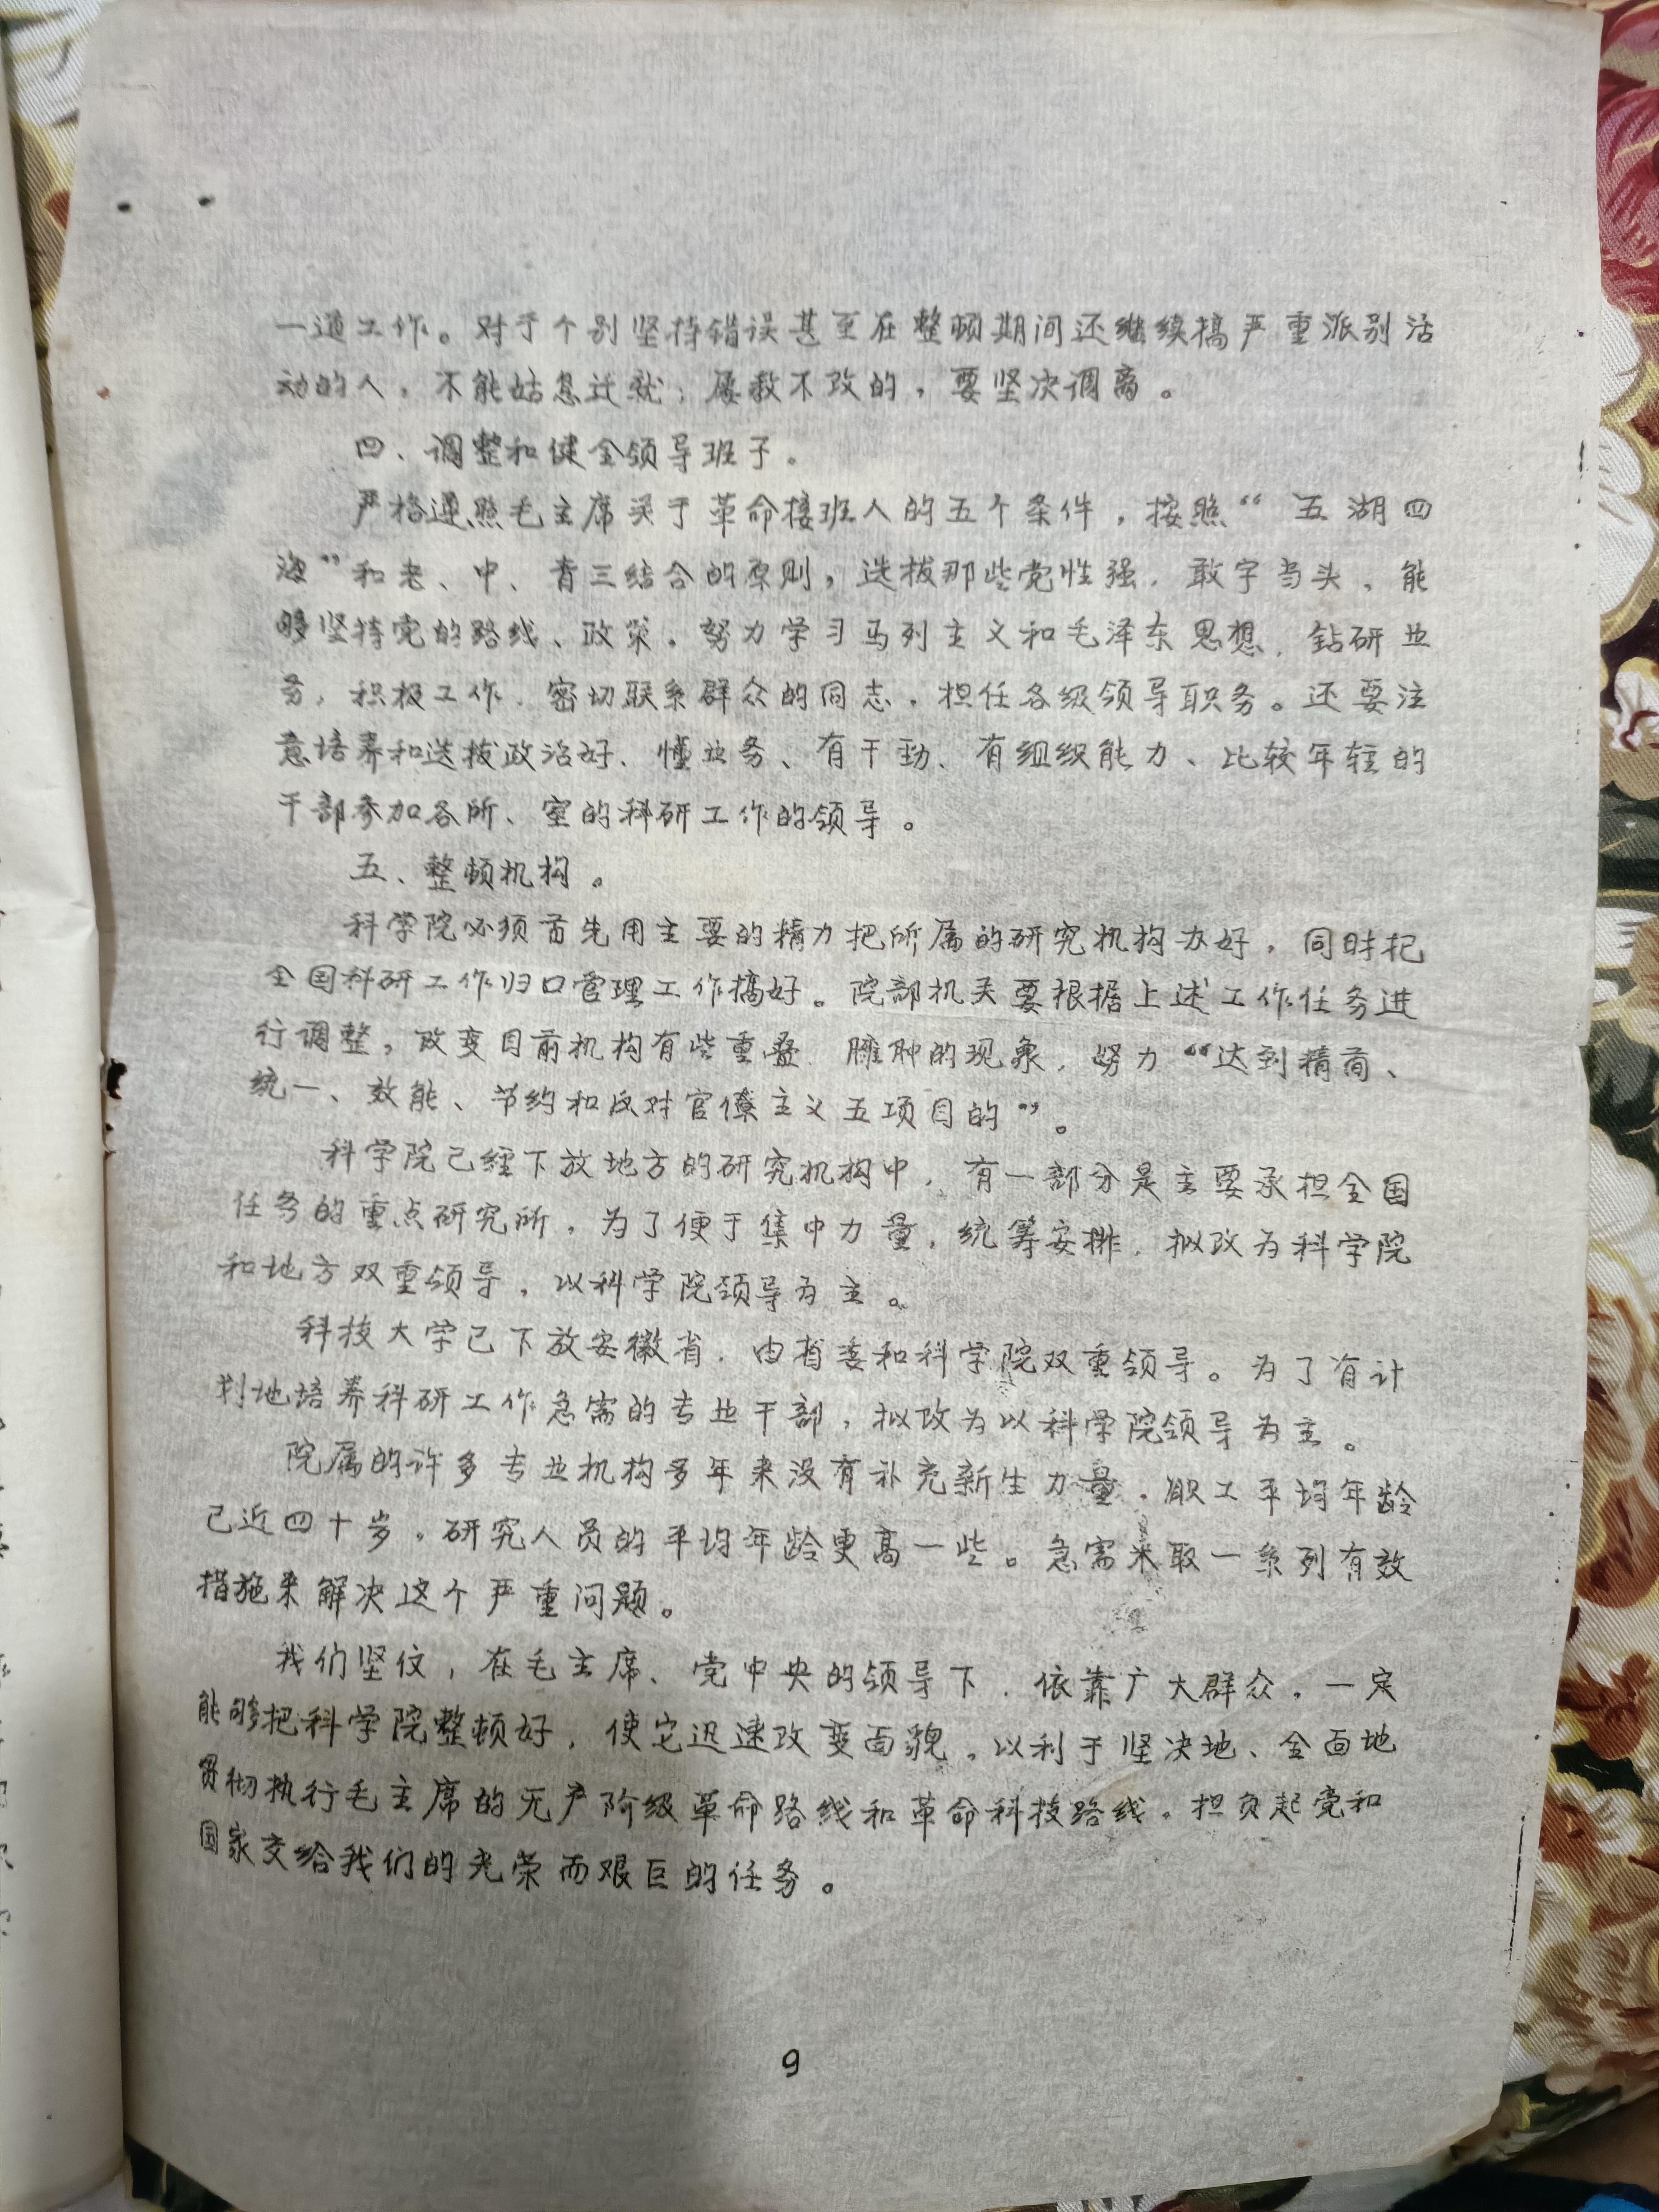 一道工作。对于个别坚持错误甚至在整顿期间还继续搞严重派别活
动的人，不能姑息迁就；屡教不改的，要坚决调离。
四、调整和健全领导班子。
严格遵照毛主席关于革命接班人的五个条件，按照“五湖四
海”和老、中、青三结合的原则，选拔那些党性强、敢字当头、能
够坚持党的路线、政策，努力学习马列主义和毛泽东思想，钻研业
务，积极工作，密切联系群众的同志，担任各级领导职务。还要注
意培养和选拔政治好、懂业务、有干劲、有组织能力、比较年轻的
干部参加各所、室的科研工作的领导。
五、整顿机构。
科学院必须首先用主要的精力把所属的研究机构办好，同时把
全国科研工作归口管理工作搞好。院部机关要根据上述工作任务进
行调整，改变目前机构有些重叠、臃肿的现象，努力“达到精简、
统一、效能、节约和反对官僚主义五项目的”。
科学院已经下放地方的研究机构中，有一部分是主要承担全国
任务的重点研究所，为了便于集中力量，统筹安排，拟改为科学院
和地方双重领导，以科学院领导为主。
科技大学已下放安徽省，由省委和科学院双重领导。为了有计
划地培养科研工作急需的专业干部，拟改为以科学院领导为主。
院属的许多专业机构多年来没有补充新生力量，职工平均年龄
已近四十岁，研究人员的平均年龄更高一些。急需采取一系列有效
措施来解决这个严重问题。
我们坚信，在毛主席、党中央的领导下，依靠广大群众，一定
能够把科学院整顿好，使它迅速改变面貌，以利于坚决地、全面地
贯彻执行毛主席的无产阶级革命路线和革命科技路线，担负起党和
国家交给我们的光荣而艰巨的任务。
9